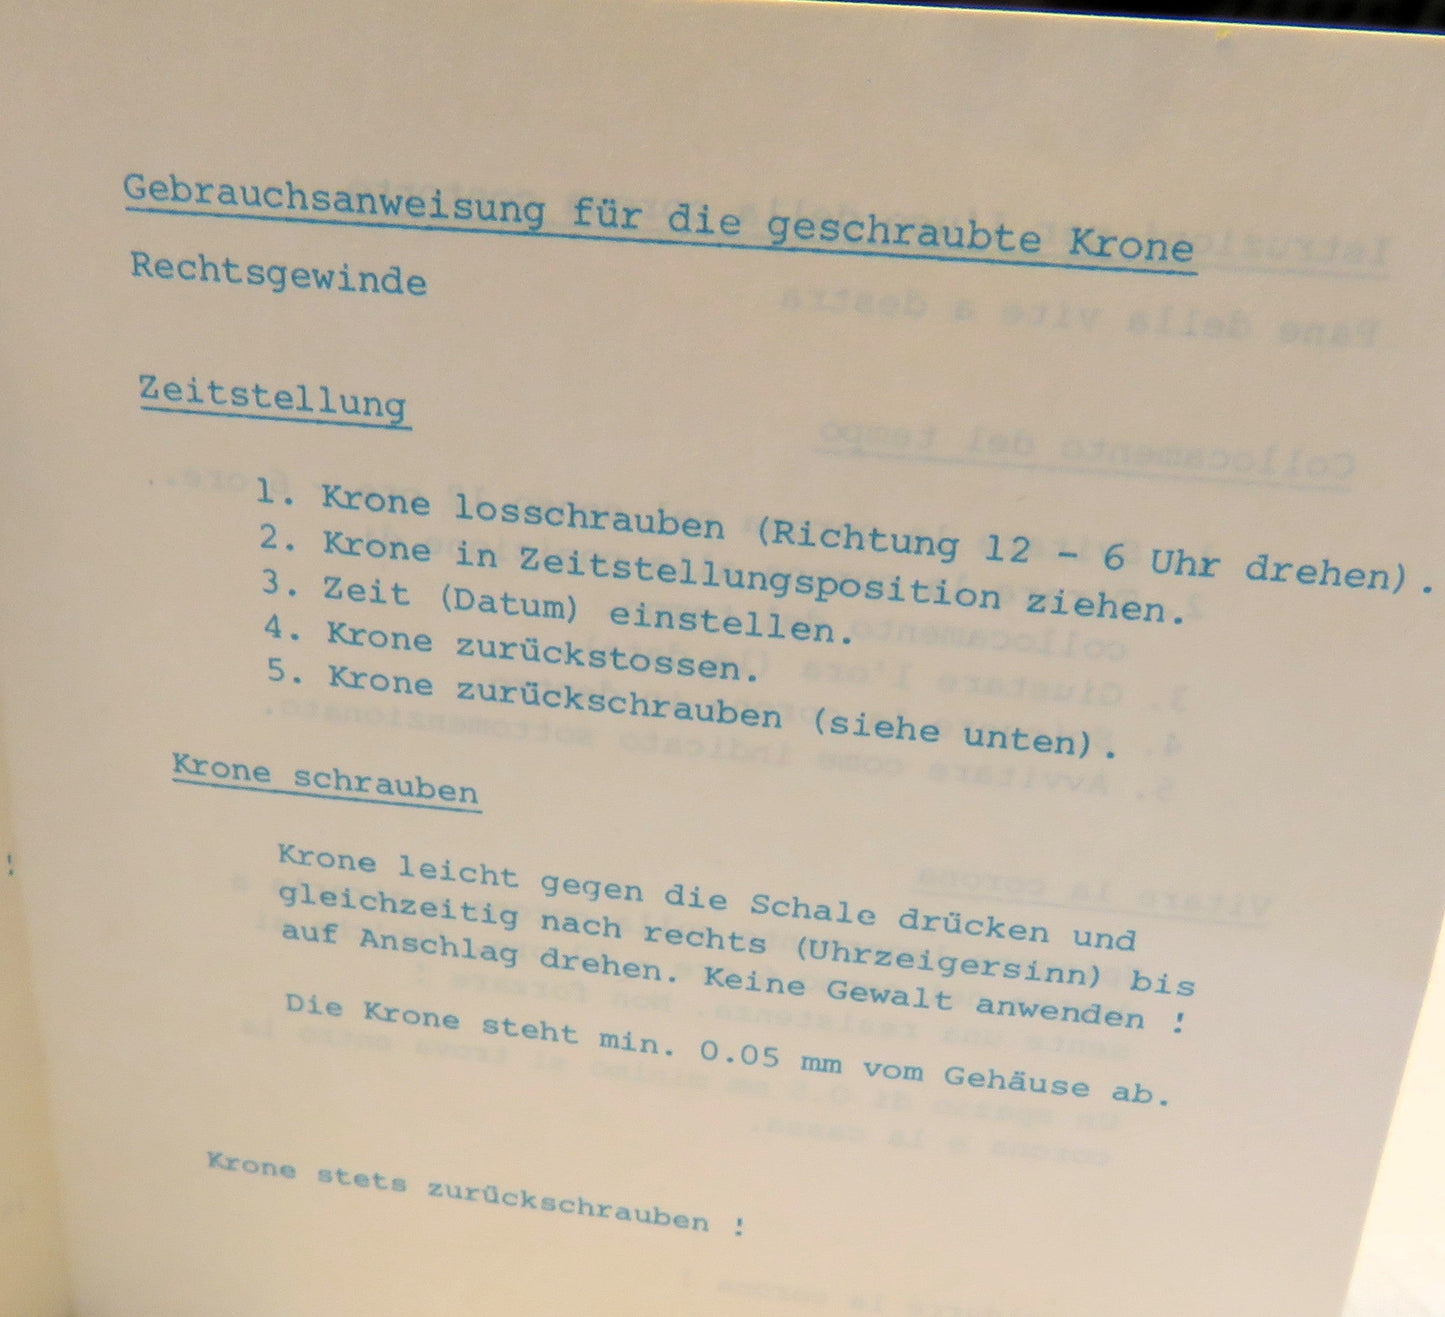 Gebrauchsanweisung für die geschraubte Krone
Rechtsgewinde
Zeitstellung
1. Krone losschrauben (Richtung 12 - 6 Uhr drehen).
2. Krone in Zeitstellungsposition ziehen.
3. Zeit (Datum) einstellen.
4. Krone zurückstossen.
5. Krone zurückschrauben (siehe unten).
Krone schrauben
Krone leicht gegen die Schale drücken und
gleichzeitig nach rechts (Uhrzeigersinn) bis
auf Anschlag drehen. Keine Gewalt anwenden !
Die Krone steht min. 0.05 mm vom Gehäuse ab.
Krone stets zurückschrauben !